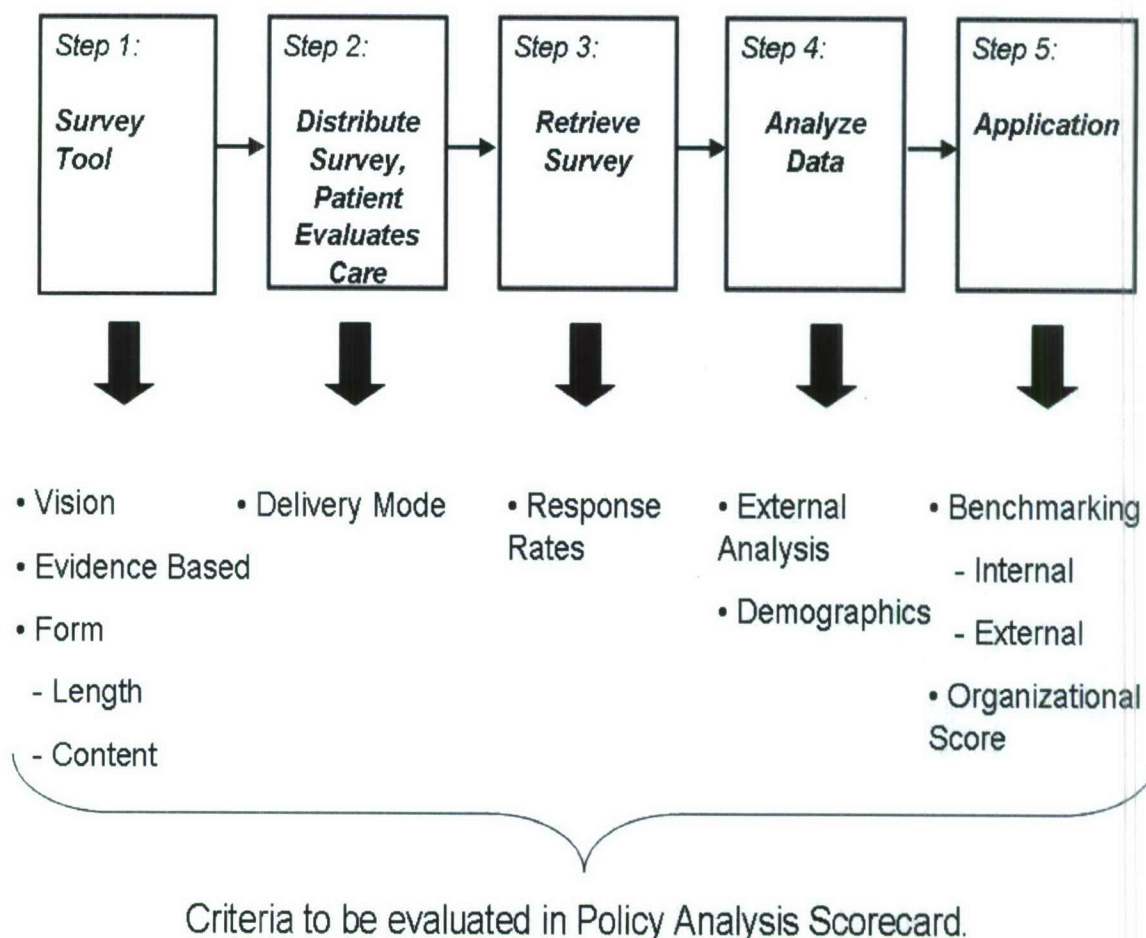 Step 1:
Survey
Tool
Step 2:
Distribute
Survey,
Patient
Evaluates
Care
Step 3:
Retrieve
Survey
Step 4:
Analyze
Data
Step 5:
Application
• Vision
• Evidence Based
• Form
- Length
- Content
• Delivery Mode
• Response
Rates
• External
Analysis
• Demographics
• Benchmarking
- Internal
- External
• Organizational
Score
Criteria to be evaluated in Policy Analysis Scorecard.